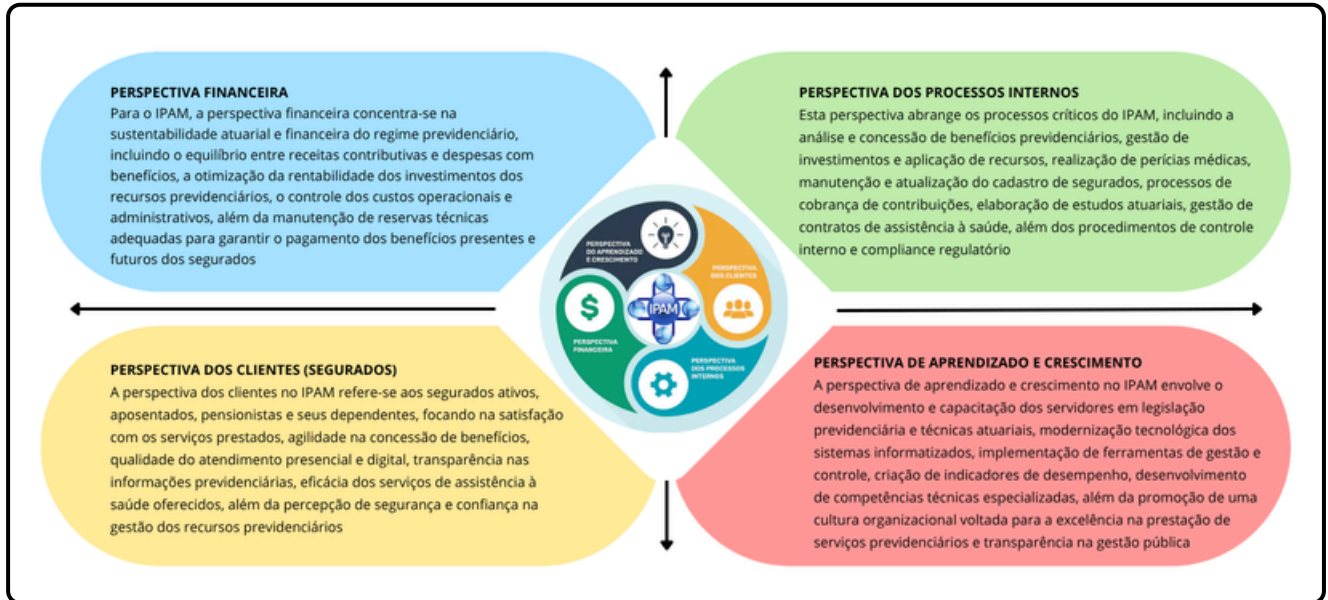 PERSPECTIVA FINANCEIRA
Para o IPAM, a perspectiva financeira concentra-se na
sustentabilidade atuarial e financeira do regime previdenciário,
incluindo o equilíbrio entre receitas contributivas e despesas com
benefícios, a otimização da rentabilidade dos investimentos dos
recursos previdenciários, o controle dos custos operacionais e
administrativos, além da manutenção de reservas técnicas
adequadas para garantir o pagamento dos benefícios presentes e
futuros dos segurados
PERSPECTIVA DOS PROCESSOS INTERNOS
Esta perspectiva abrange os processos críticos do IPAM, incluindo a
análise e concessão de benefícios previdenciários, gestão de
investimentos e aplicação de recursos, realização de perícias médicas,
manutenção e atualização do cadastro de segurados, processos de
cobrança de contribuições, elaboração de estudos atuariais, gestão de
contratos de assistência à saúde, além dos procedimentos de controle
interno e compliance regulatório
PERSPECTIVA
DO APRENDIZADO
E CRESCIMENTO
PERSPECTIVA
DOS CLIENTES
$
IPAM
PERSPECTIVA
FINANCEIRA
PERSPECTIVA
DOS PROCESSOS
INTERNOS
PERSPECTIVA DOS CLIENTES (SEGURADOS)
A perspectiva dos clientes no IPAM refere-se aos segurados ativos,
aposentados, pensionistas e seus dependentes, focando na satisfação
com os serviços prestados, agilidade na concessão de benefícios,
qualidade do atendimento presencial e digital, transparência nas
informações previdenciárias, eficácia dos serviços de assistência à
saúde oferecidos, além da percepção de segurança e confiança na
gestão dos recursos previdenciários
PERSPECTIVA DE APRENDIZADO E CRESCIMENTO
A perspectiva de aprendizado e crescimento no IPAM envolve o
desenvolvimento e capacitação dos servidores em legislação
previdenciária e técnicas atuariais, modernização tecnológica dos
sistemas informatizados, implementação de ferramentas de gestão e
controle, criação de indicadores de desempenho, desenvolvimento
de competências técnicas especializadas, além da promoção de uma
cultura organizacional voltada para a excelência na prestação de
serviços previdenciários e transparência na gestão pública